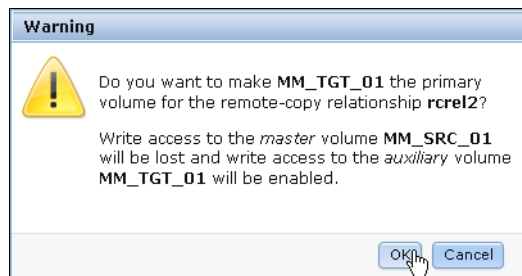 Warning
Do you want to make MM_TGT_01 the primary
volume for the remote-copy relationship rcrel2?
Write access to the master volume MM_SRC_01
will be lost and write access to the auxiliary volume
MM_TGT_01 will be enabled.
OK Cancel